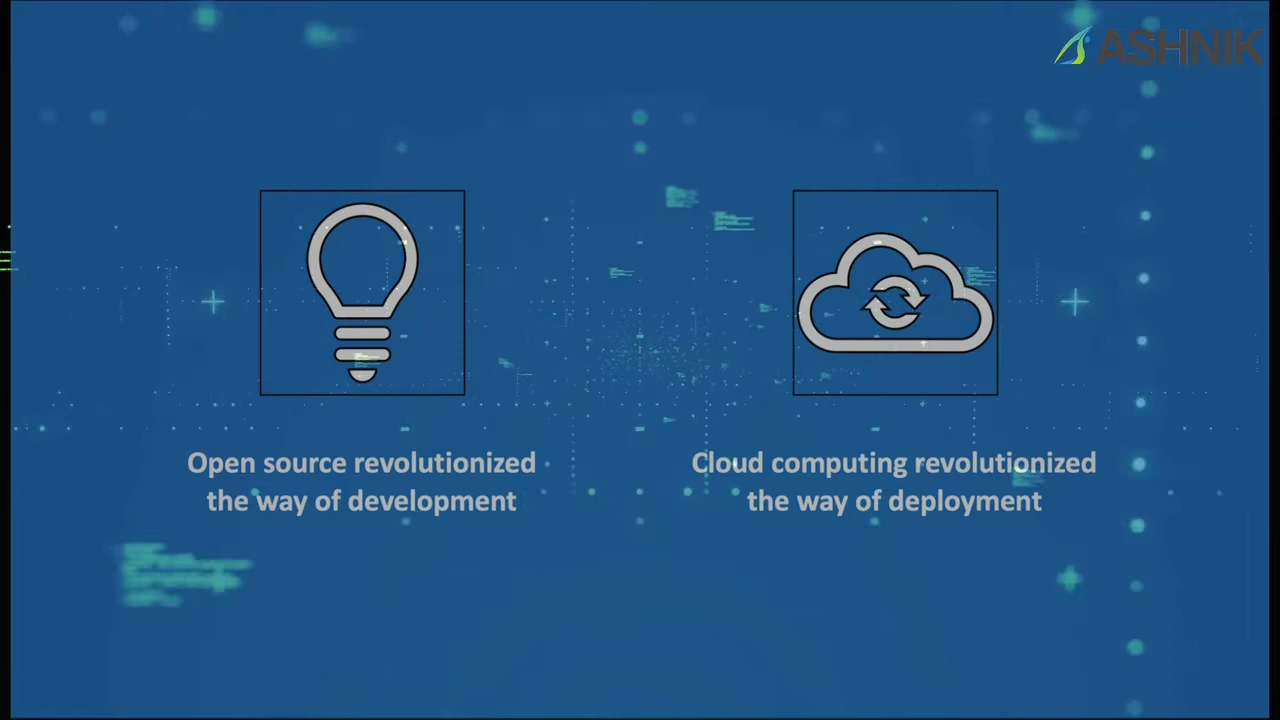 ASHNIK
Open source revolutionized
the way of development
Cloud computing revolutionized
the way of deployment